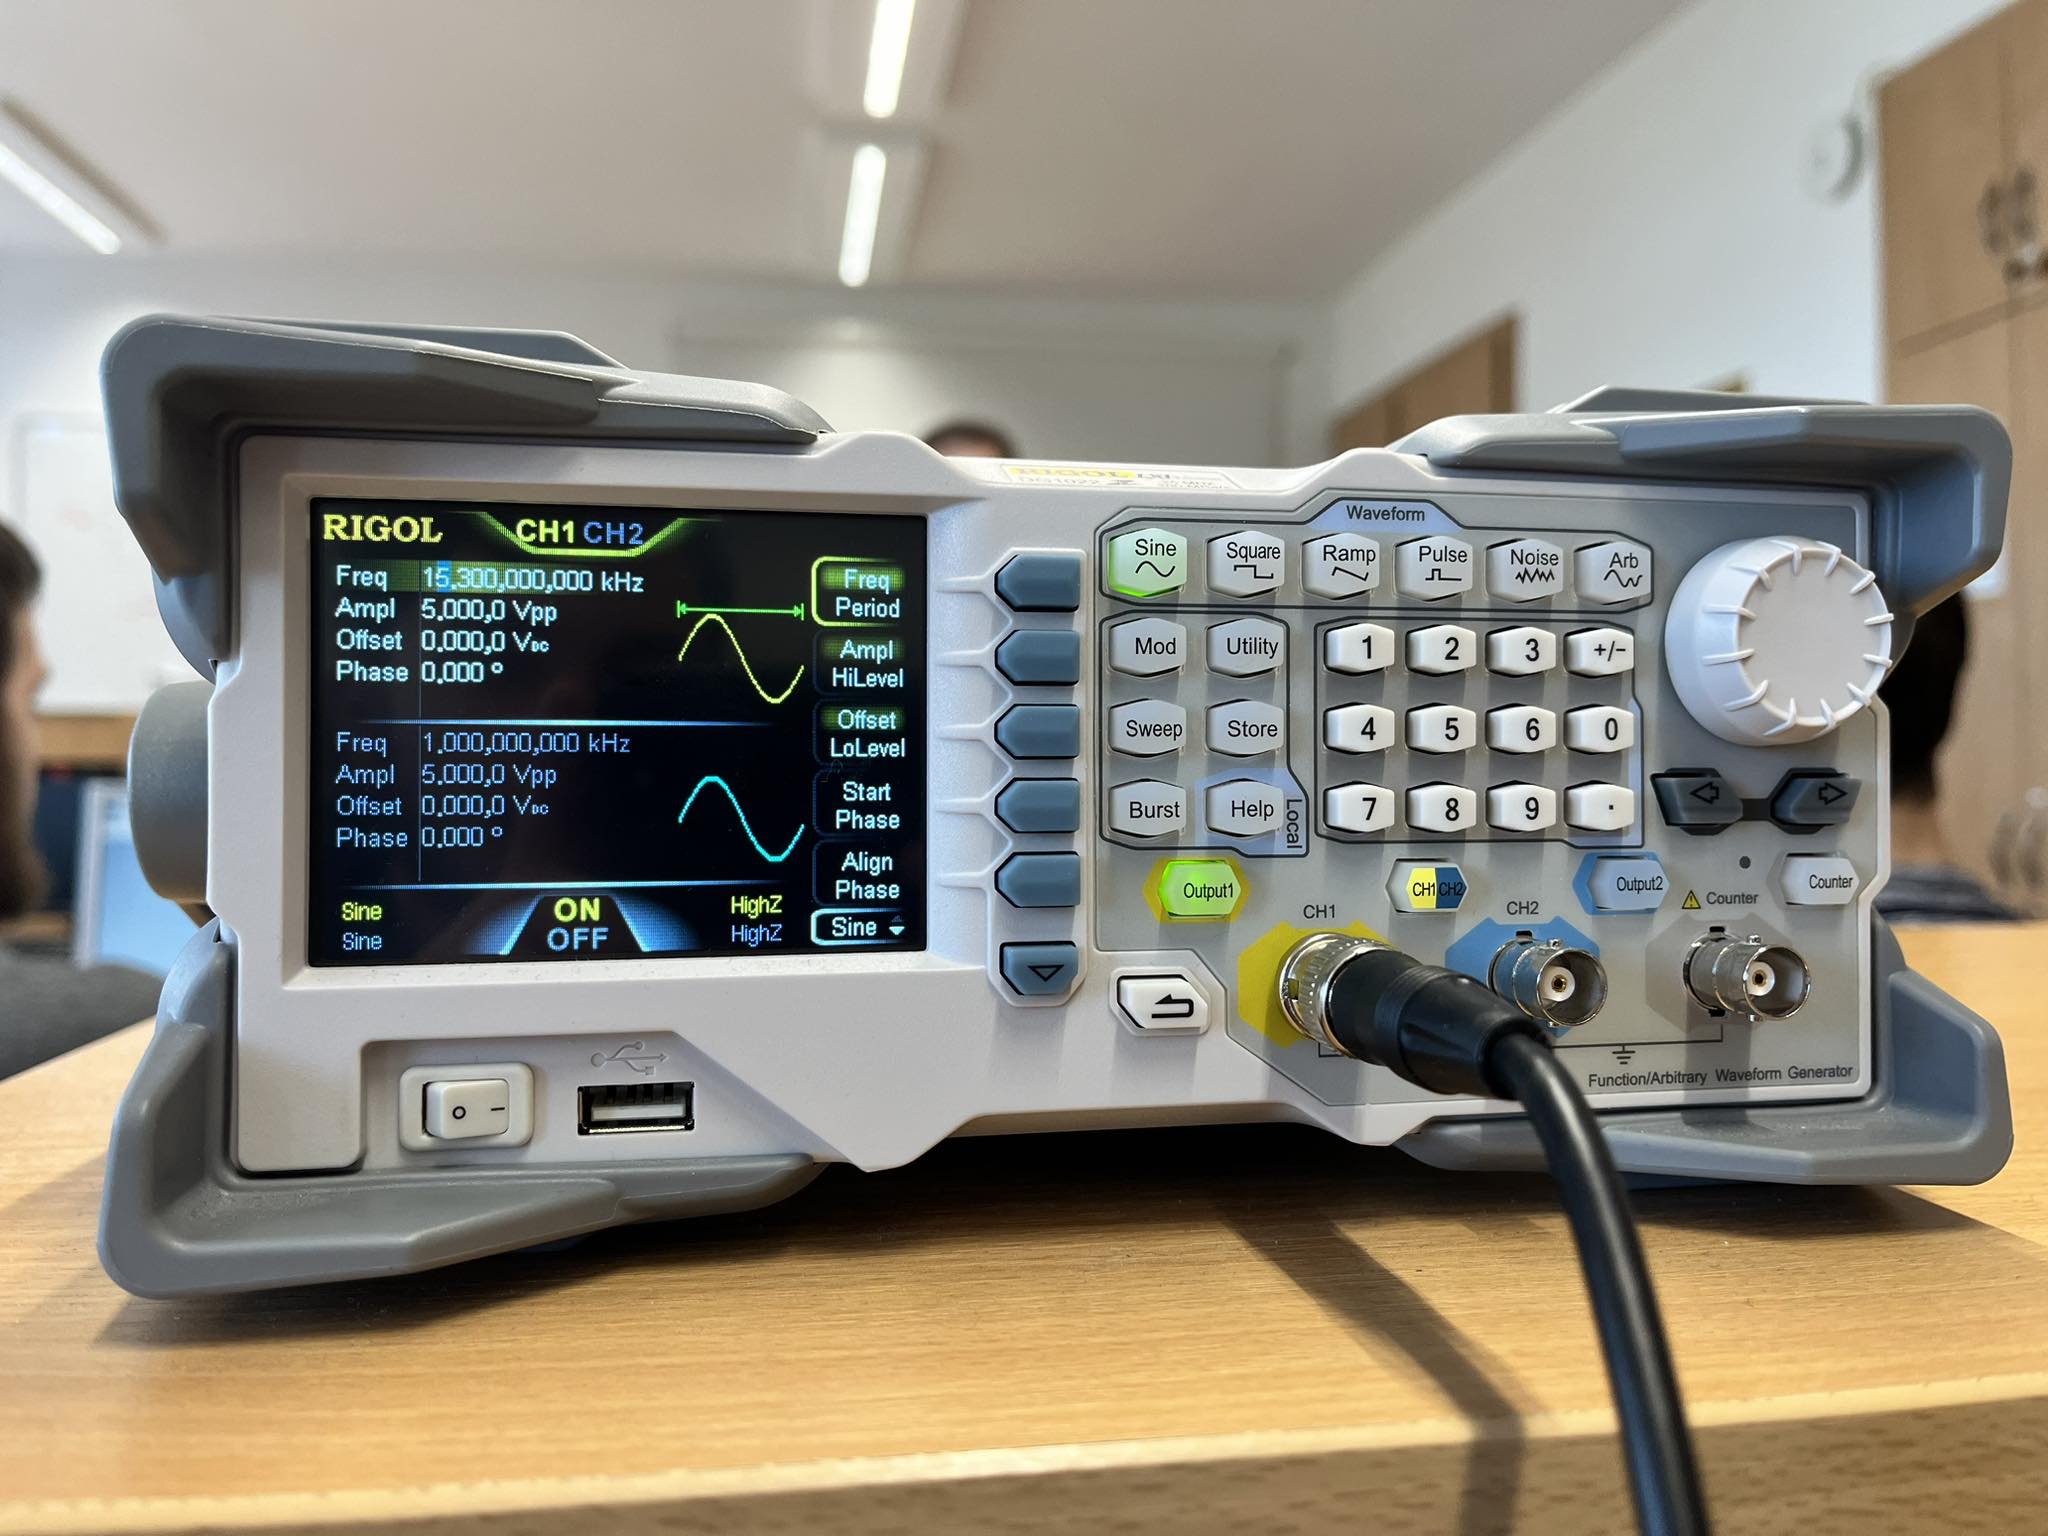 RIGOL LXI
DG1022 Z
RIGOL CH1 CH2
Freq 15.300,000,000 kHz
Ampl 5.000,0 Vpp
Offset 0.000,0 VDC
Phase 0.000 °
Freq 1.000,000,000 kHz
Ampl 5.000,0 Vpp
Offset 0.000,0 VDC
Phase 0.000 °
Sine ON HighZ
Sine OFF HighZ
Freq
Period
Ampl
HiLevel
Offset
LoLevel
Start
Phase
Align
Phase
Sine
Waveform
Sine Square Ramp Pulse Noise Arb
Mod Utility
Sweep Store
Burst Help
Local
1 2 3 +/-
4 5 6 0
7 8 9 .
Output1 CH1 CH2 Output2 Counter
CH1 CH2 Counter
Function/Arbitrary Waveform Generator